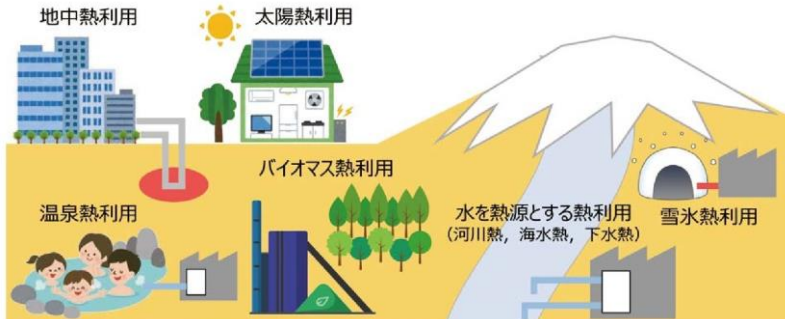 地中熱利用
太陽熱利用
バイオマス熱利用
温泉熱利用
水を熱源とする熱利用
(河川熱,海水熱,下水熱)
雪氷熱利用